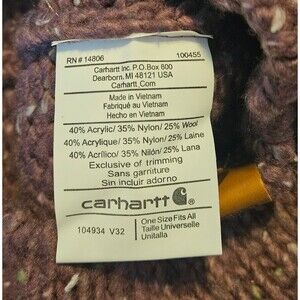 RN# 14806 100455
Carhartt Inc. P.O.Box 600
Dearborn, MI 48121 USA
Carhartt .Com
Made in Vietnam
Fabriqué en Vietnam
Hecho en Vietnam
40% Acrylic/ 35% Nylon/ 25% Wool
40% Acrylique/ 35% Nylon/ 25% Laine
40% Acrílico/ 35% Nilón/ 25% Lana
Exclusive of trimming
Sans garniture
Sin incluir adorno
carhartt
104934 V32
One Size Fits All
Taille Universelle
Unitalla